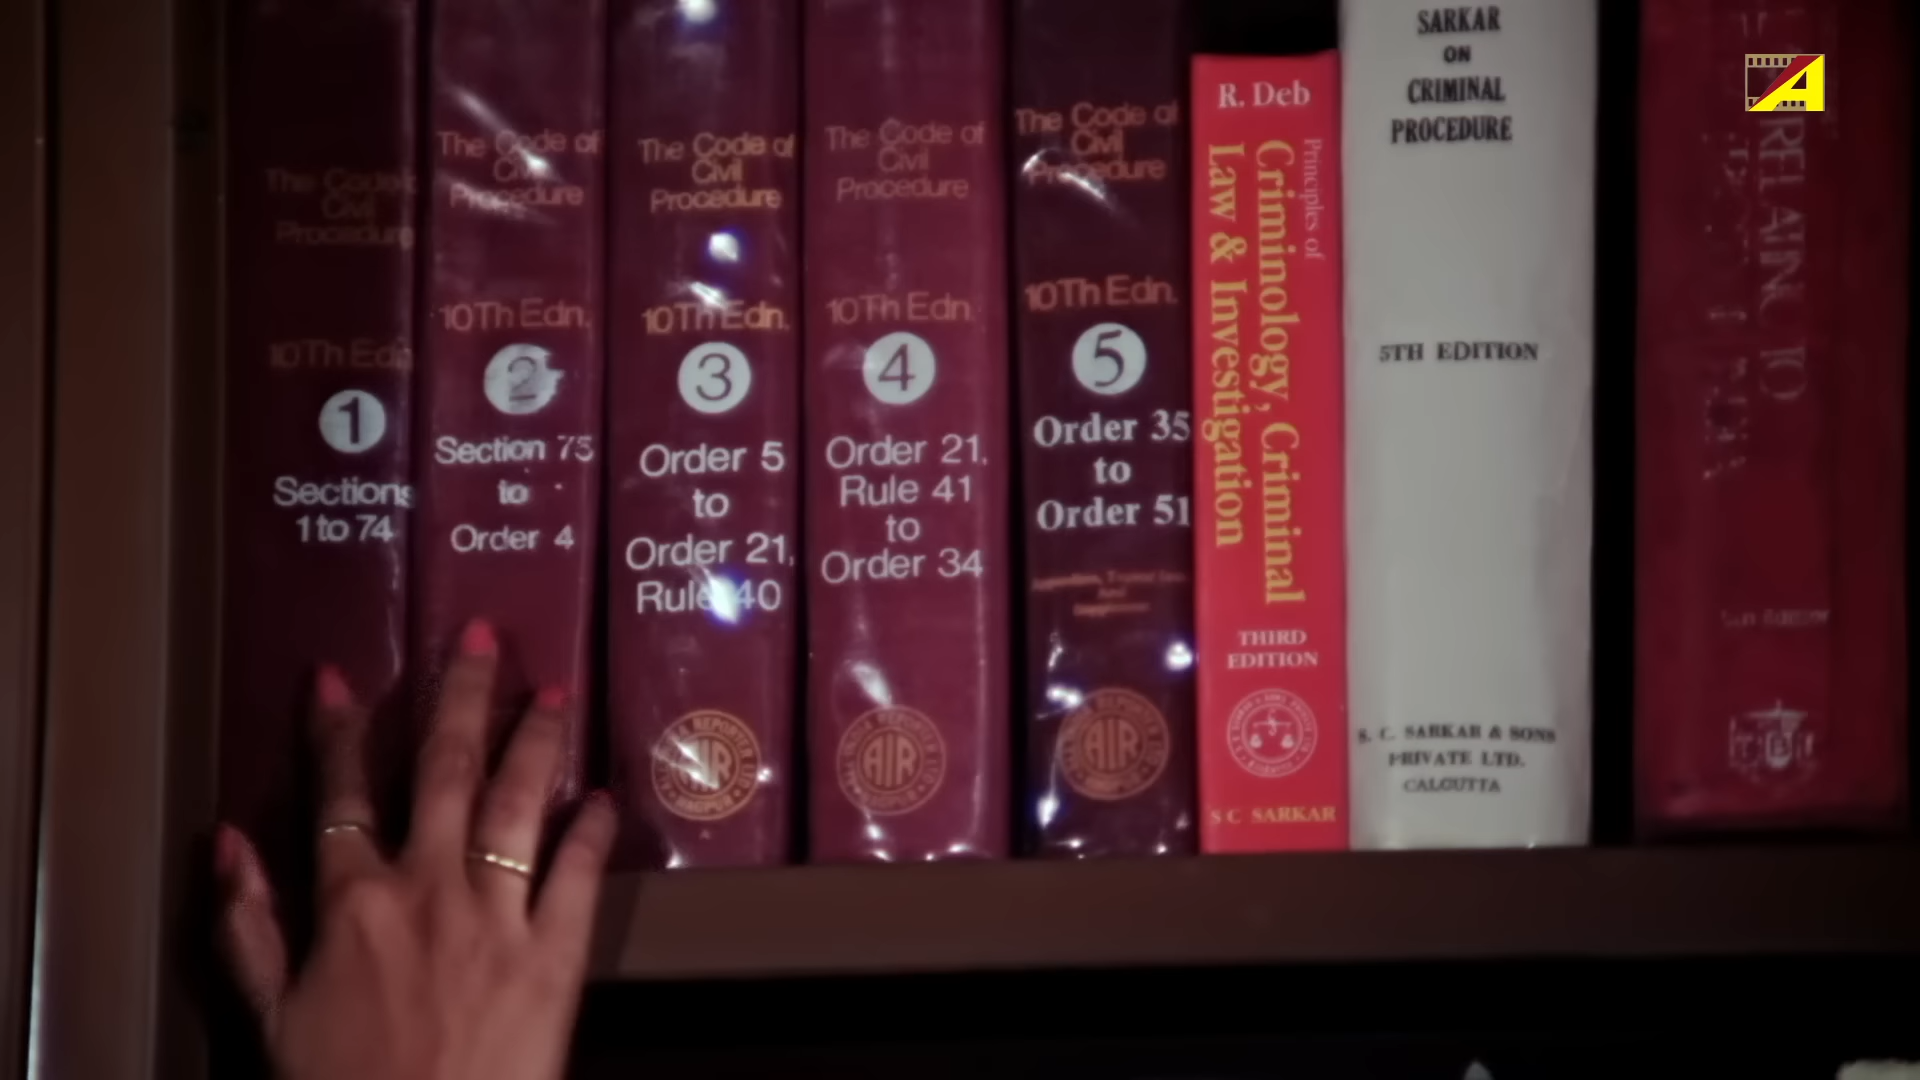 The Code of
Civil
Procedure
10Th Edn.
1
Sections
1 to 74
The Code of
Civil
Procedure
10Th Edn.
2
Section 75
to
Order 4
The Code of
Civil
Procedure
10Th Edn.
3
Order 5
to
Order 21,
Rule 40
AIR
The Code of
Civil
Procedure
10Th Edn.
4
Order 21,
Rule 41
to
Order 34
AIR
The Code of
Civil
Procedure
10Th Edn.
5
Order 35
to
Order 51
AIR
R. Deb
Principles of
Criminology, Criminal
Law & Investigation
THIRD
EDITION
S C SARKAR
SARKAR
ON
CRIMINAL
PROCEDURE
5TH EDITION
S. C. SARKAR & SONS
PRIVATE LTD.
CALCUTTA
A